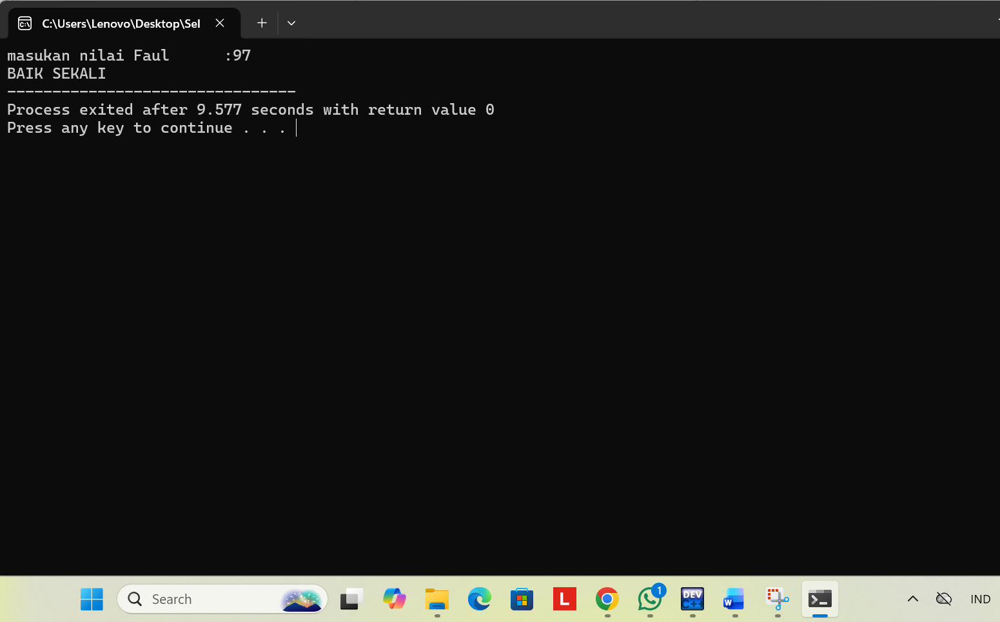 C:\Users\Lenovo\Desktop\Sel
masukan nilai Faul      :97
BAIK SEKALI
--------------------------------
Process exited after 9.577 seconds with return value 0
Press any key to continue . . .
Search
L
1
DEV
C++
W
IND